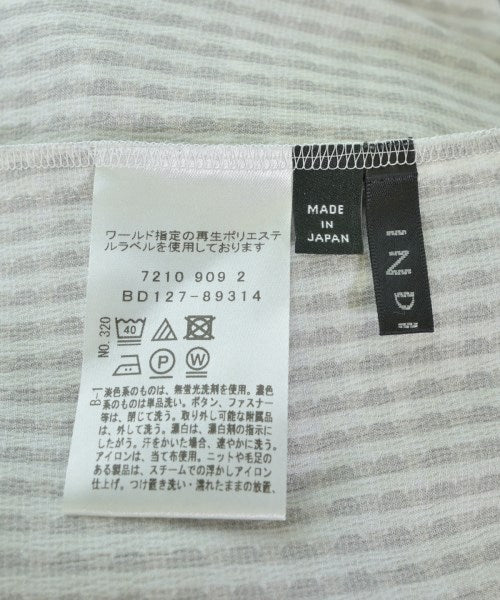 ワールド指定の再生ポリエステ
ルラベルを使用しております
7210 909 2
BD127-89314
NO. 320
40
P
W
B-1
淡色系のものは、無蛍光洗剤を使用。濃色
系のものは単品洗い。ボタン、ファスナー
等は、閉じて洗う。取り外し可能な附属品
は、外して洗う。漂白は、漂白剤の指示に
したがう。汗をかいた場合、速やかに洗う。
アイロンは、当て布使用。ニットや毛足の
ある製品は、スチームでの浮かしアイロン
仕上げ。つけ置き洗い・濡れたままの放置、
MADE
IN
JAPAN
INDI